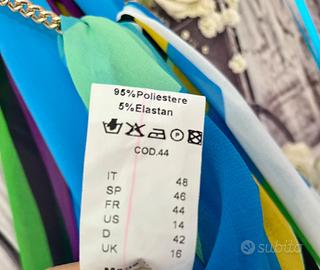 95%Poliestere
5%Elastan
P
COD.44
IT 48
SP 46
FR 44
US 14
D 42
UK 16
subito